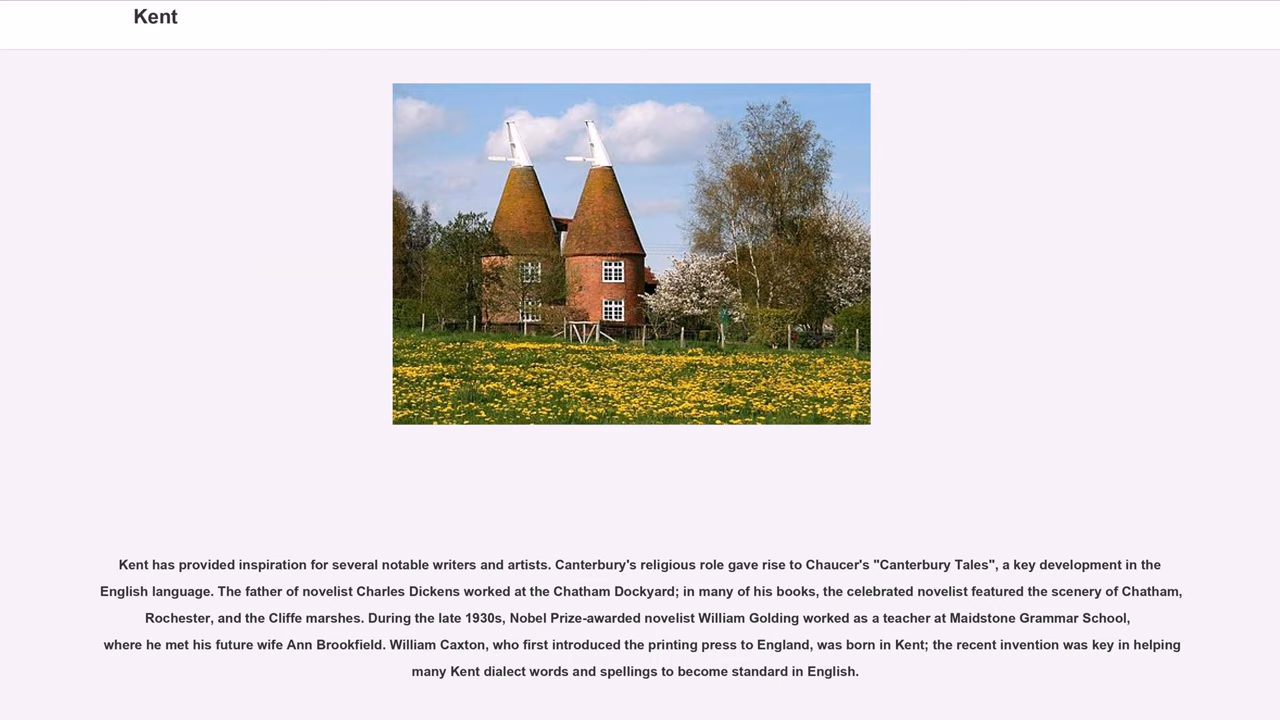 Kent
Kent has provided inspiration for several notable writers and artists. Canterbury's religious role gave rise to Chaucer's "Canterbury Tales", a key development in the
English language. The father of novelist Charles Dickens worked at the Chatham Dockyard; in many of his books, the celebrated novelist featured the scenery of Chatham,
Rochester, and the Cliffe marshes. During the late 1930s, Nobel Prize-awarded novelist William Golding worked as a teacher at Maidstone Grammar School,
where he met his future wife Ann Brookfield. William Caxton, who first introduced the printing press to England, was born in Kent; the recent invention was key in helping
many Kent dialect words and spellings to become standard in English.